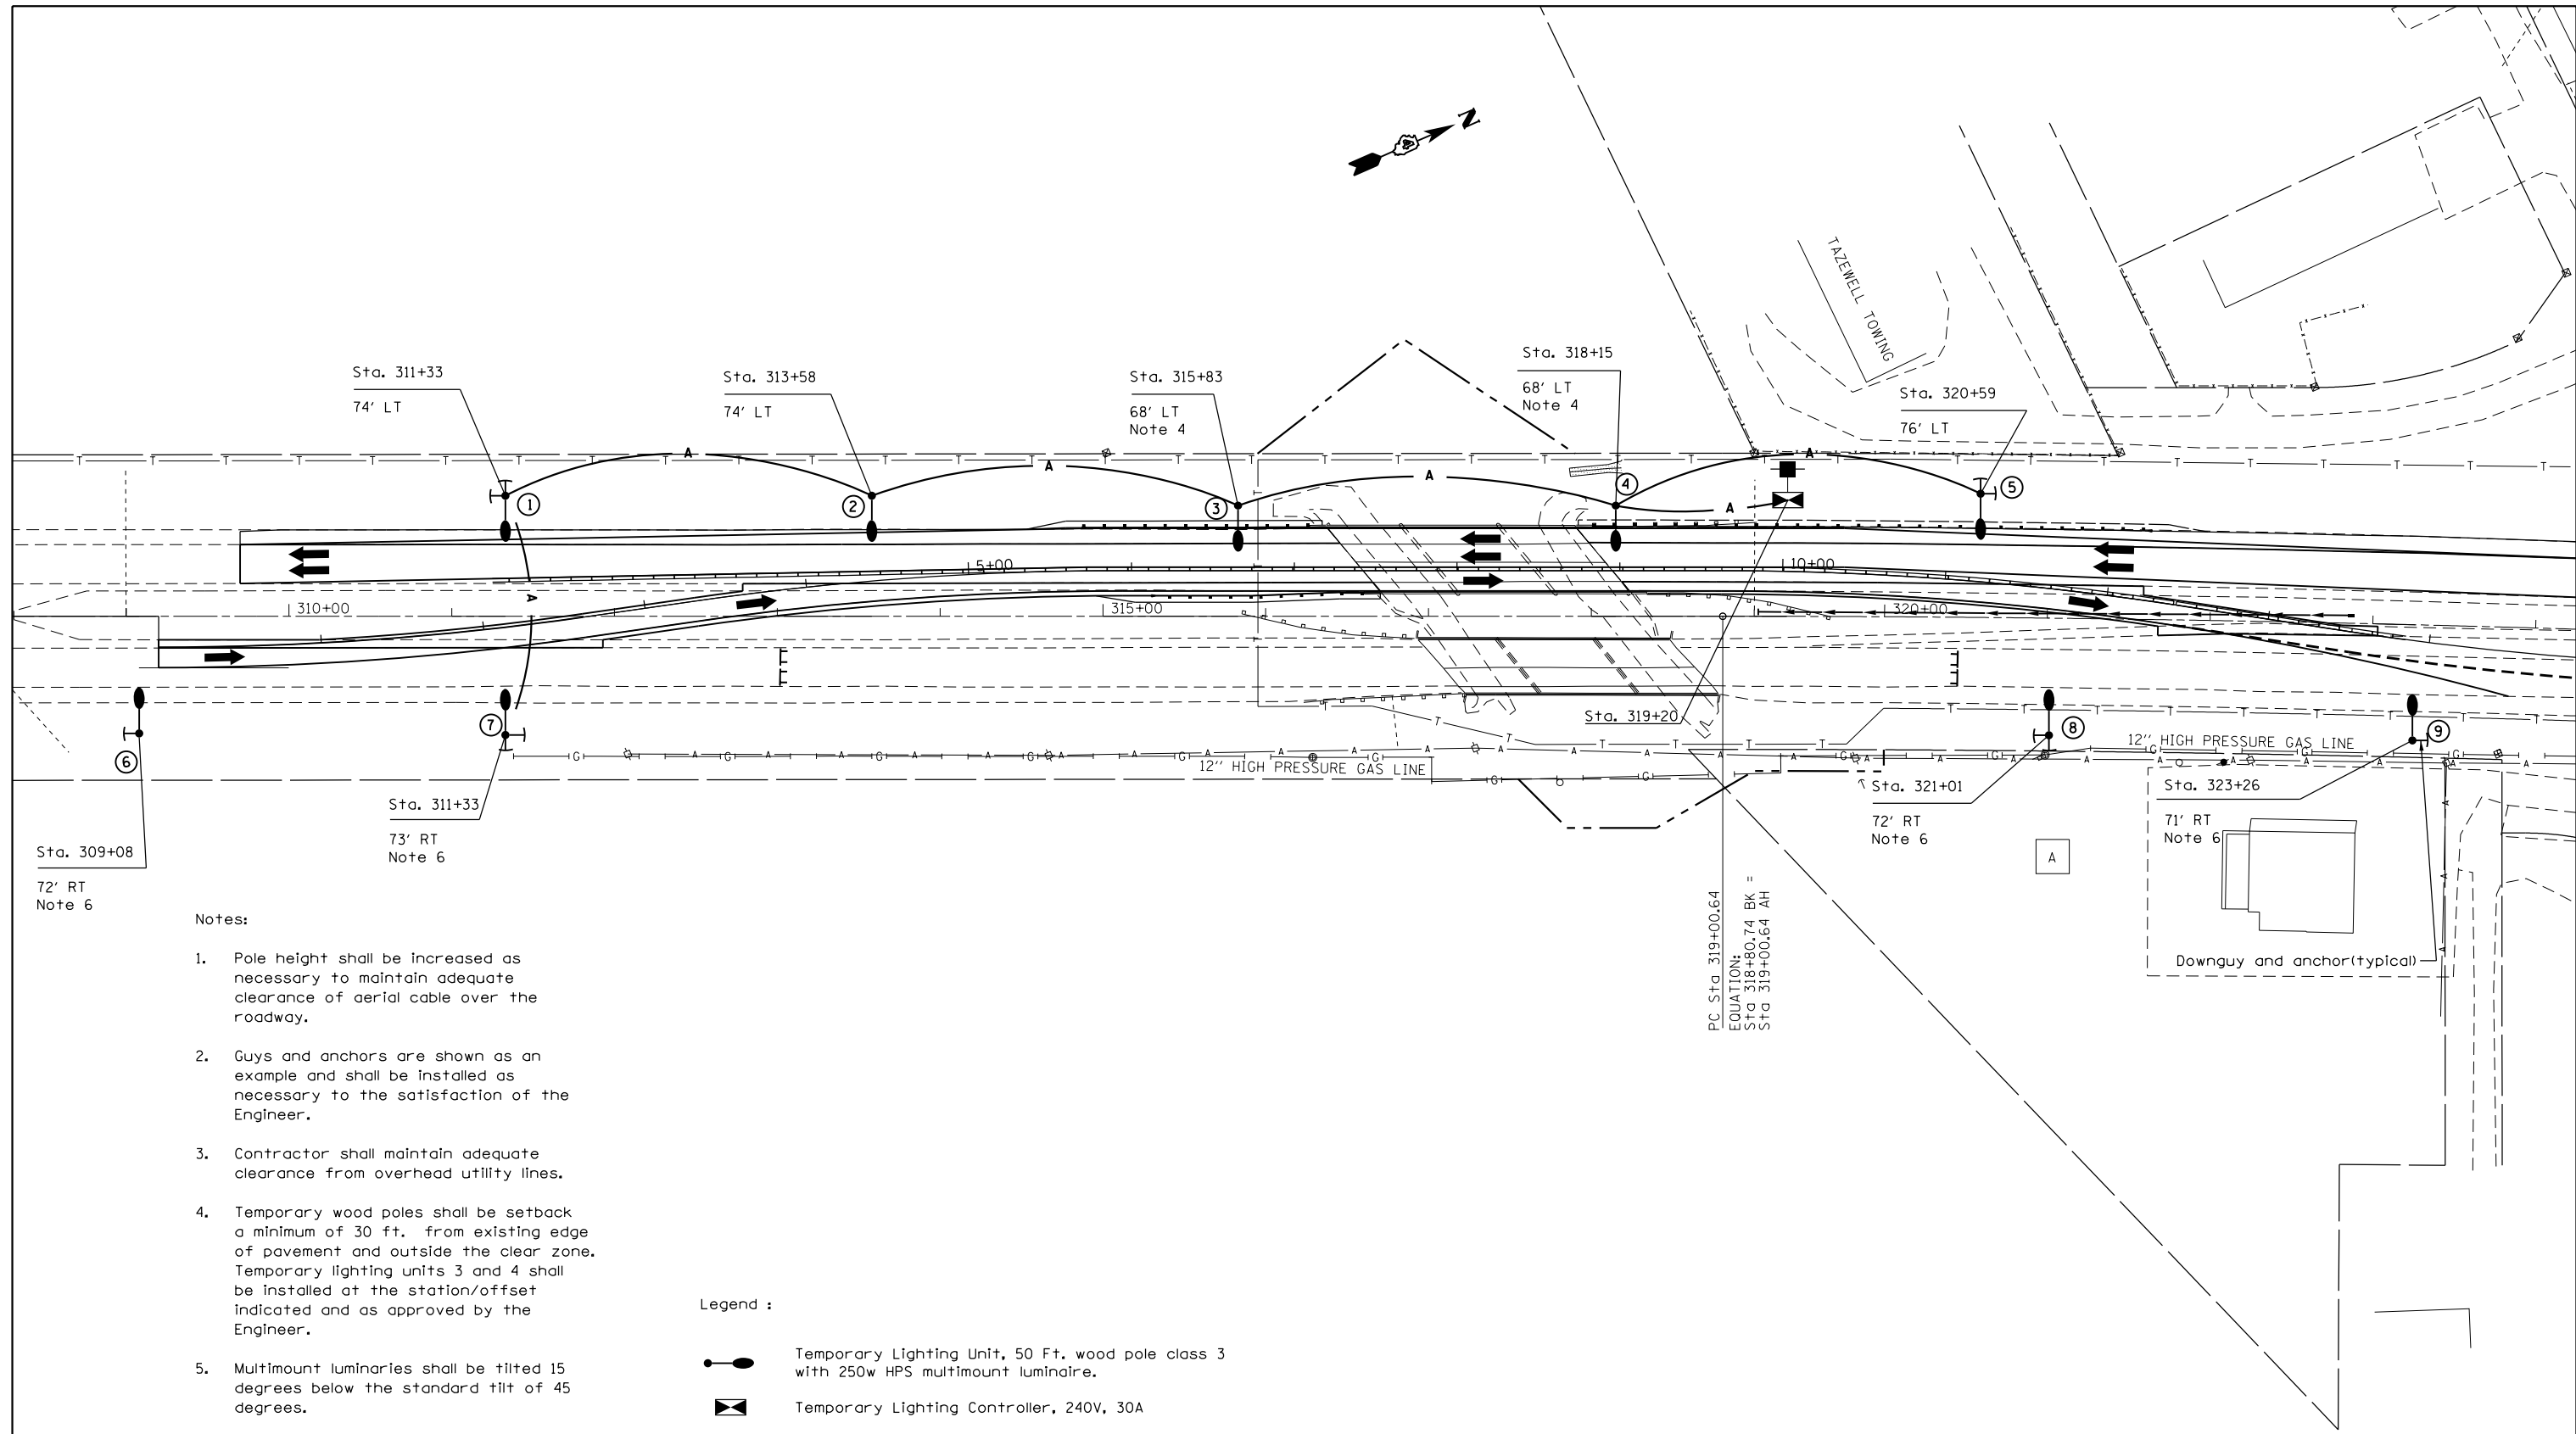 N
TAZEWELL TOWING
Sta. 311+33
74' LT
Sta. 313+58
74' LT
Sta. 315+83
68' LT
Note 4
Sta. 318+15
68' LT
Note 4
Sta. 320+59
76' LT
T T T T T T T T T T T T T T T T T T T T T T T T T T T T T T T T T T
A A A A A
1 2 3 4 5
5+00 10+00
310+00 315+00 320+00
A
6 7 8 9
Sta. 319+20
T T T T T T T
T T T T T T T T T
G A G A G A G A A G A A A A G A A A A A A G A A G A A G A A A G A A
12" HIGH PRESSURE GAS LINE
12" HIGH PRESSURE GAS LINE
G G
Sta. 309+08
72' RT
Note 6
Sta. 311+33
73' RT
Note 6
Sta. 321+01
72' RT
Note 6
Sta. 323+26
71' RT
Note 6
A
A
A
A
A
Downguy and anchor(typical)
PC Sta 319+00.64
EQUATION:
Sta 318+80.74 BK =
Sta 319+00.64 AH
Notes:
1. Pole height shall be increased as
necessary to maintain adequate
clearance of aerial cable over the
roadway.
2. Guys and anchors are shown as an
example and shall be installed as
necessary to the satisfaction of the
Engineer.
3. Contractor shall maintain adequate
clearance from overhead utility lines.
4. Temporary wood poles shall be setback
a minimum of 30 ft. from existing edge
of pavement and outside the clear zone.
Temporary lighting units 3 and 4 shall
be installed at the station/offset
indicated and as approved by the
Engineer.
5. Multimount luminaries shall be tilted 15
degrees below the standard tilt of 45
degrees.
Legend :
Temporary Lighting Unit, 50 Ft. wood pole class 3
with 250w HPS multimount luminaire.
Temporary Lighting Controller, 240V, 30A